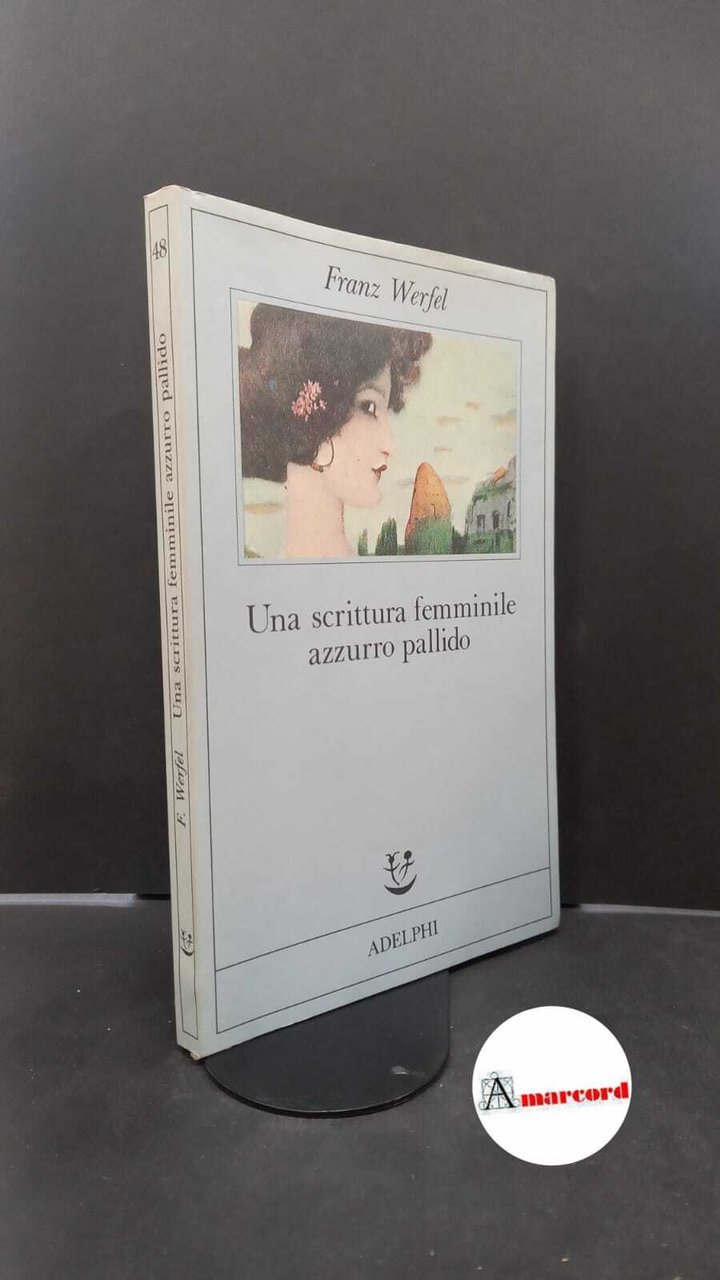 48
F. Werfel Una scrittura femminile azzurro pallido
Franz Werfel
Una scrittura femminile
azzurro pallido
ADELPHI
Amarcord